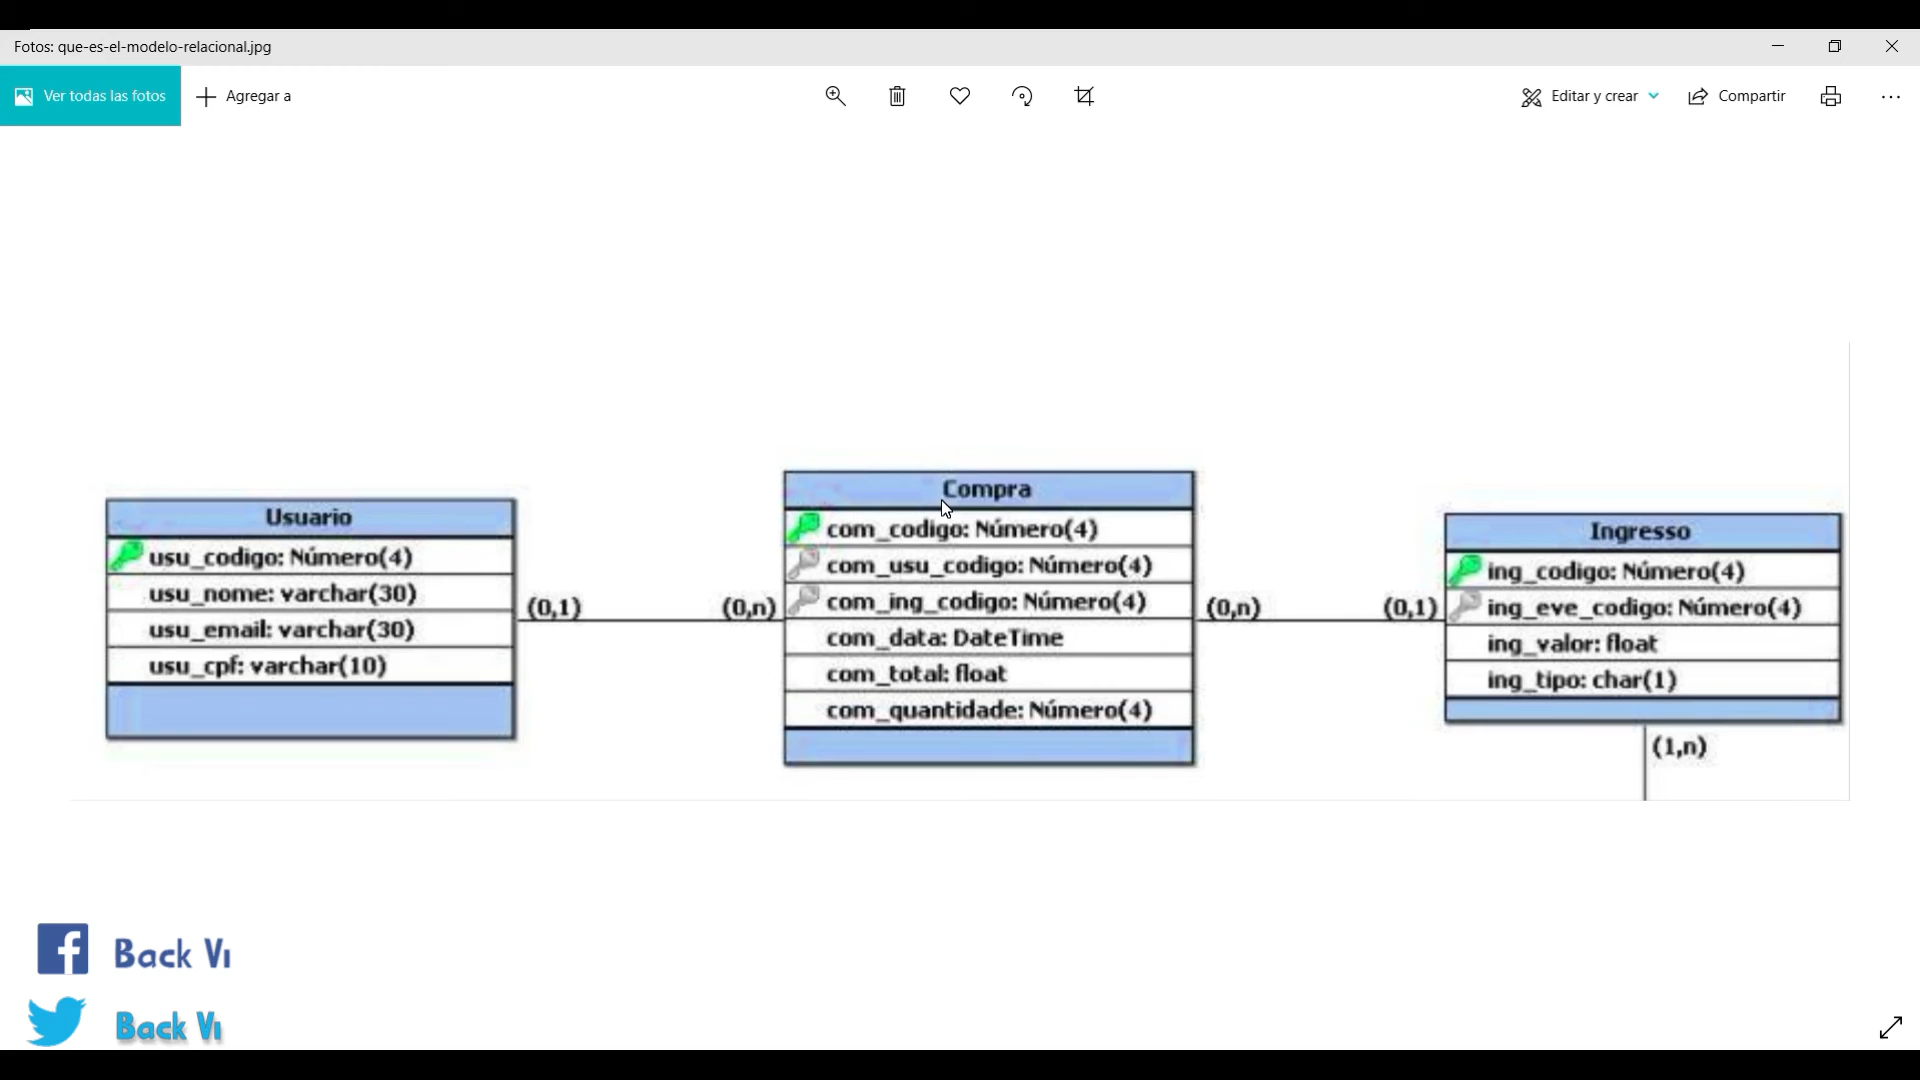 Fotos: que-es-el-modelo-relacional.jpg
Ver todas las fotos
Agregar a
Editar y crear
Compartir
Usuario
usu_codigo: Número(4)
usu_nome: varchar(30)
usu_email: varchar(30)
usu_cpf: varchar(10)
(0,1)
(0,n)
Compra
com_codigo: Número(4)
com_usu_codigo: Número(4)
com_ing_codigo: Número(4)
com_data: DateTime
com_total: float
com_quantidade: Número(4)
(0,n)
(0,1)
Ingresso
ing_codigo: Número(4)
ing_eve_codigo: Número(4)
ing_valor: float
ing_tipo: char(1)
(1,n)
Back Vi
Back Vi